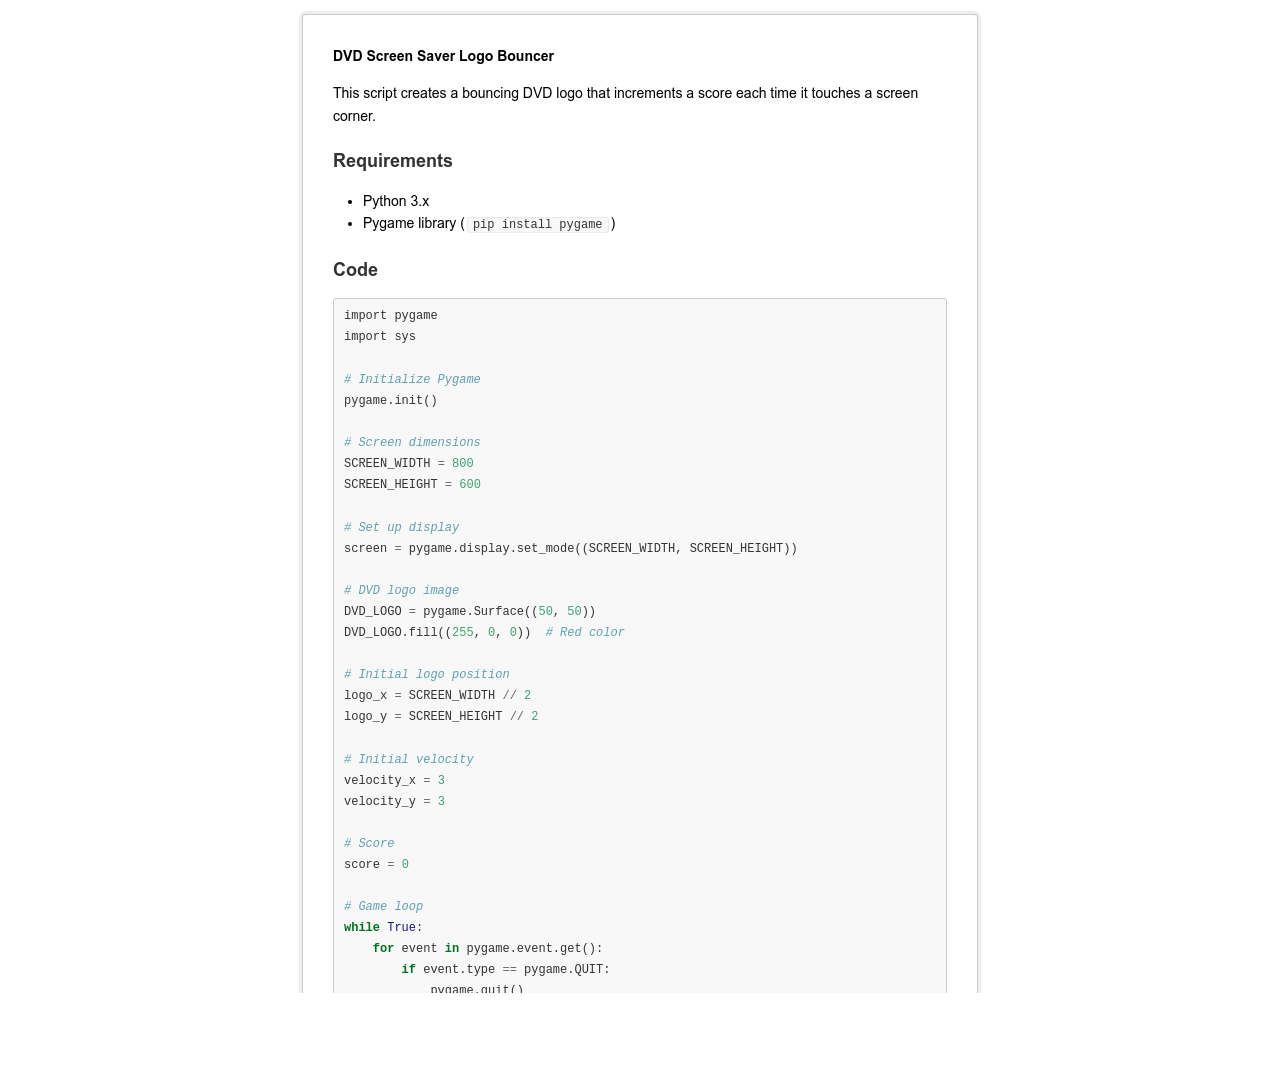 DVD Screen Saver Logo Bouncer
This script creates a bouncing DVD logo that increments a score each time it touches a screen
corner.
Requirements
• Python 3.x
• Pygame library ( pip install pygame )
Code
import pygame
import sys

# Initialize Pygame
pygame.init()

# Screen dimensions
SCREEN_WIDTH = 800
SCREEN_HEIGHT = 600

# Set up display
screen = pygame.display.set_mode((SCREEN_WIDTH, SCREEN_HEIGHT))

# DVD logo image
DVD_LOGO = pygame.Surface((50, 50))
DVD_LOGO.fill((255, 0, 0))  # Red color

# Initial logo position
logo_x = SCREEN_WIDTH // 2
logo_y = SCREEN_HEIGHT // 2

# Initial velocity
velocity_x = 3
velocity_y = 3

# Score
score = 0

# Game loop
while True:
    for event in pygame.event.get():
        if event.type == pygame.QUIT:
            pygame.quit()